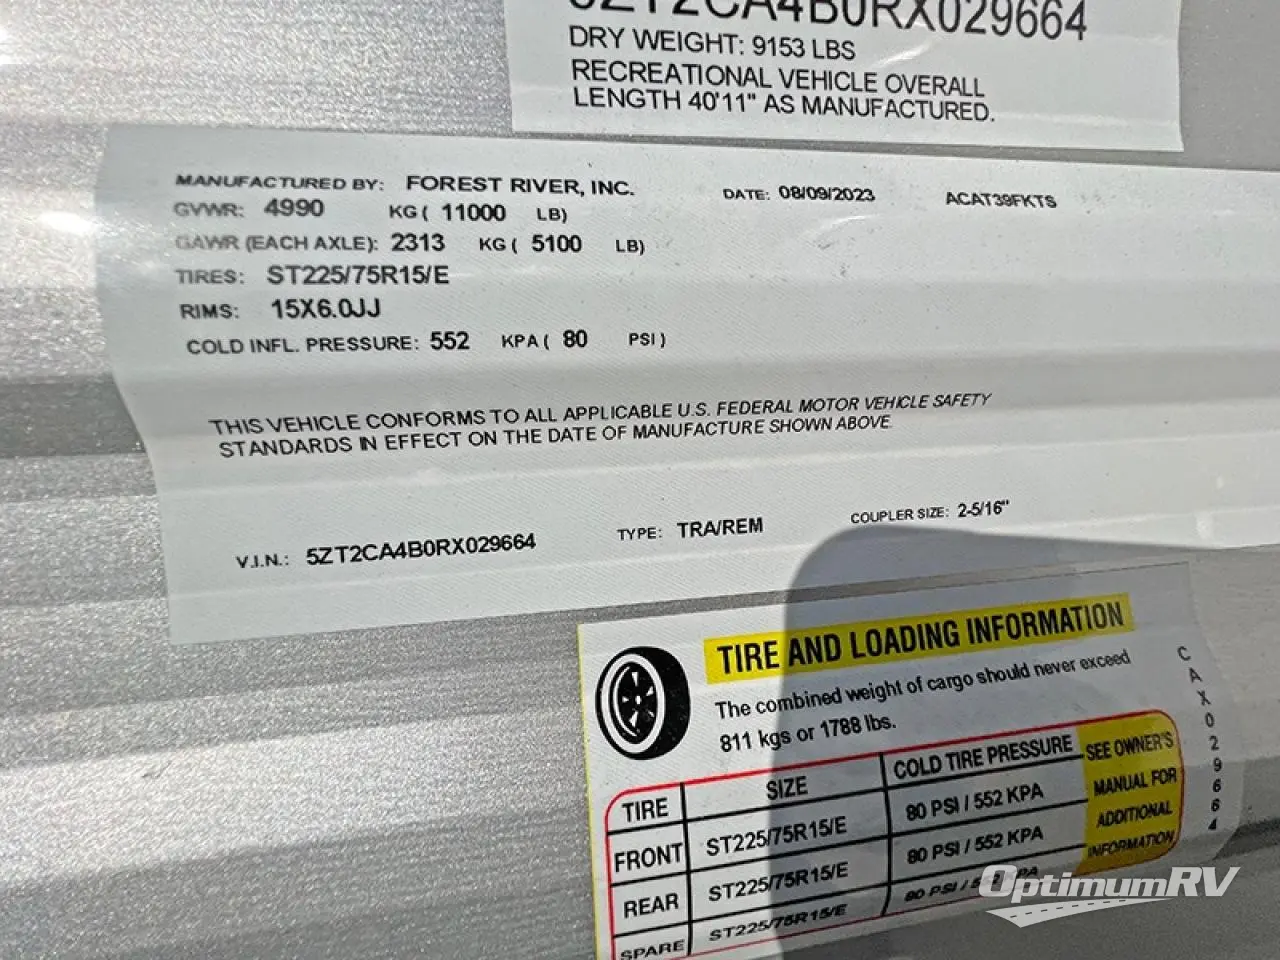 5ZT2CA4B0RX029664
DRY WEIGHT: 9153 LBS
RECREATIONAL VEHICLE OVERALL
LENGTH 40'11" AS MANUFACTURED.
MANUFACTURED BY: FOREST RIVER, INC. DATE: 08/09/2023 ACAT39FKTS
GVWR: 4990 KG ( 11000 LB)
GAWR (EACH AXLE): 2313 KG ( 5100 LB)
TIRES: ST225/75R15/E
RIMS: 15X6.0JJ
COLD INFL. PRESSURE: 552 KPA ( 80 PSI )
THIS VEHICLE CONFORMS TO ALL APPLICABLE U.S. FEDERAL MOTOR VEHICLE SAFETY
STANDARDS IN EFFECT ON THE DATE OF MANUFACTURE SHOWN ABOVE.
V.I.N.: 5ZT2CA4B0RX029664 TYPE: TRA/REM COUPLER SIZE: 2-5/16"
TIRE AND LOADING INFORMATION
The combined weight of cargo should never exceed
811 kgs or 1788 lbs.
TIRE SIZE COLD TIRE PRESSURE
FRONT ST225/75R15/E 80 PSI / 552 KPA
REAR ST225/75R15/E 80 PSI / 552 KPA
SPARE ST225/75R15/E 80 PSI / 552 KPA
SEE OWNER'S
MANUAL FOR
ADDITIONAL
INFORMATION
CAX029664
OptimumRV